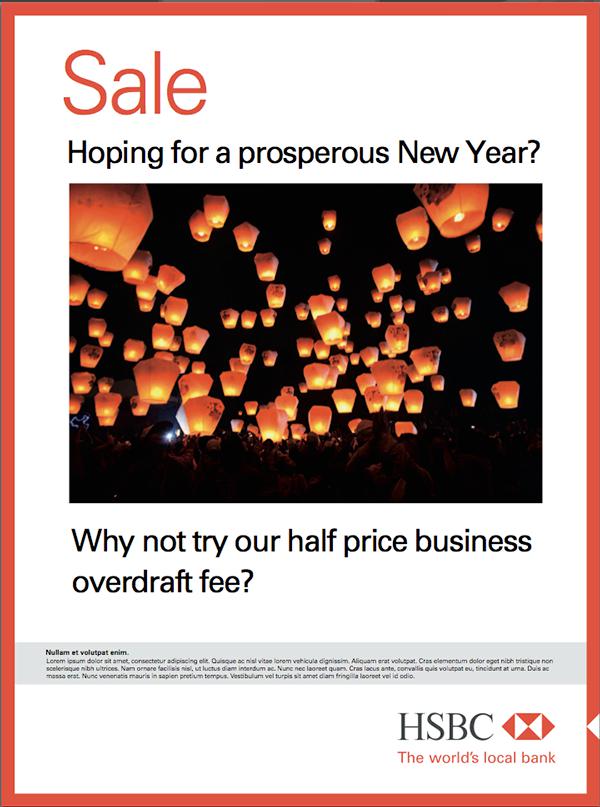 Sale
Hoping for a prosperous New Year?
Why not try our half price business
overdraft fee?
Nullam et volutpat enim.
Lorem ipsum dolor sit amet, consectetur adipiscing elit. Quisque ac nisl vitae lorem vehicula dignissim. Aliquam erat volutpat. Cras elementum dolor eget nibh tristique non
scelerisque nibh ultrices. Nam ornare facilisis nisl, ut luctus diam interdum ac. Nunc nec laoreet quam. Cras lacus ante, convallis quis volutpat eu, tincidunt at urna. Duis ac
massa erat. Nunc venenatis mauris in sapien pretium tempus. Vestibulum vel turpis sit amet diam fringilla laoreet vel id odio.
HSBC
The world's local bank